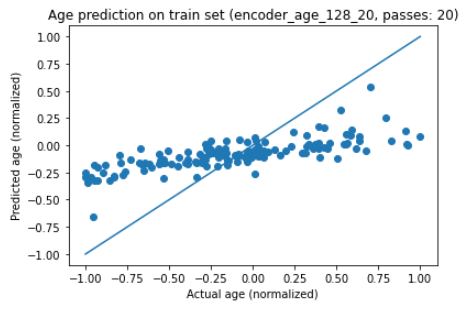 Age prediction on train set (encoder_age_128_20, passes: 20)
1.00
0.75
0.50
0.25
0.00
−0.25
−0.50
−0.75
−1.00
Predicted age (normalized)
−1.00 −0.75 −0.50 −0.25 0.00 0.25 0.50 0.75 1.00
Actual age (normalized)